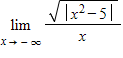 lim x→−∞ √|x²−5| / x